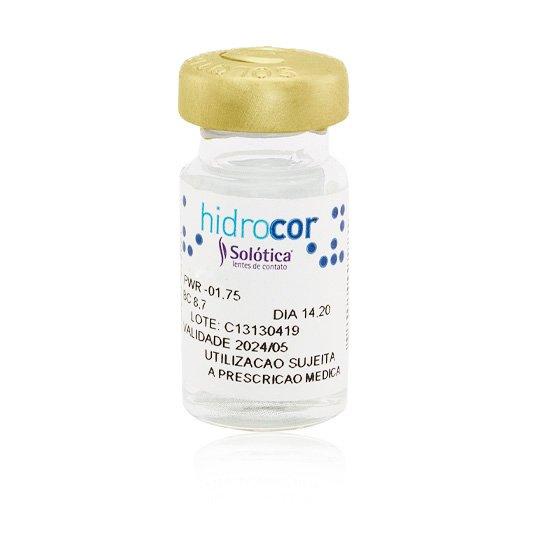 hidrocor
Solótica
lentes de contato
PWR -01.75
BC 8,7 DIA 14.20
LOTE: C13130419
VALIDADE 2024/05
UTILIZACAO SUJEITA
A PRESCRICAO MEDICA